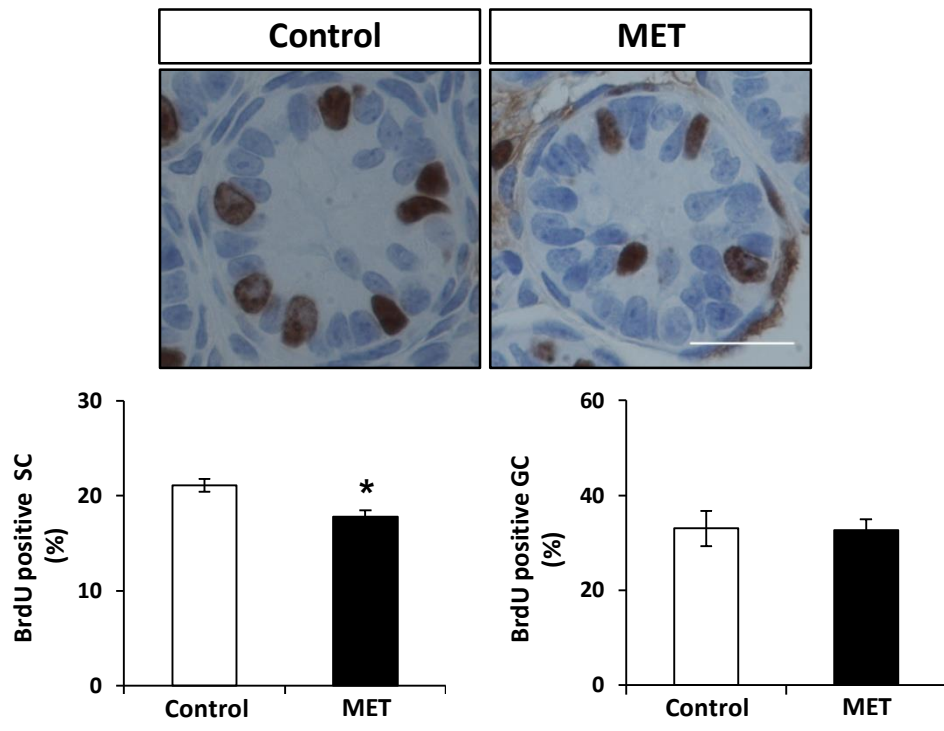 Control
MET
30
20
10
0
BrdU positive SC
(%)
*
Control
MET
60
40
20
0
BrdU positive GC
(%)
Control
MET